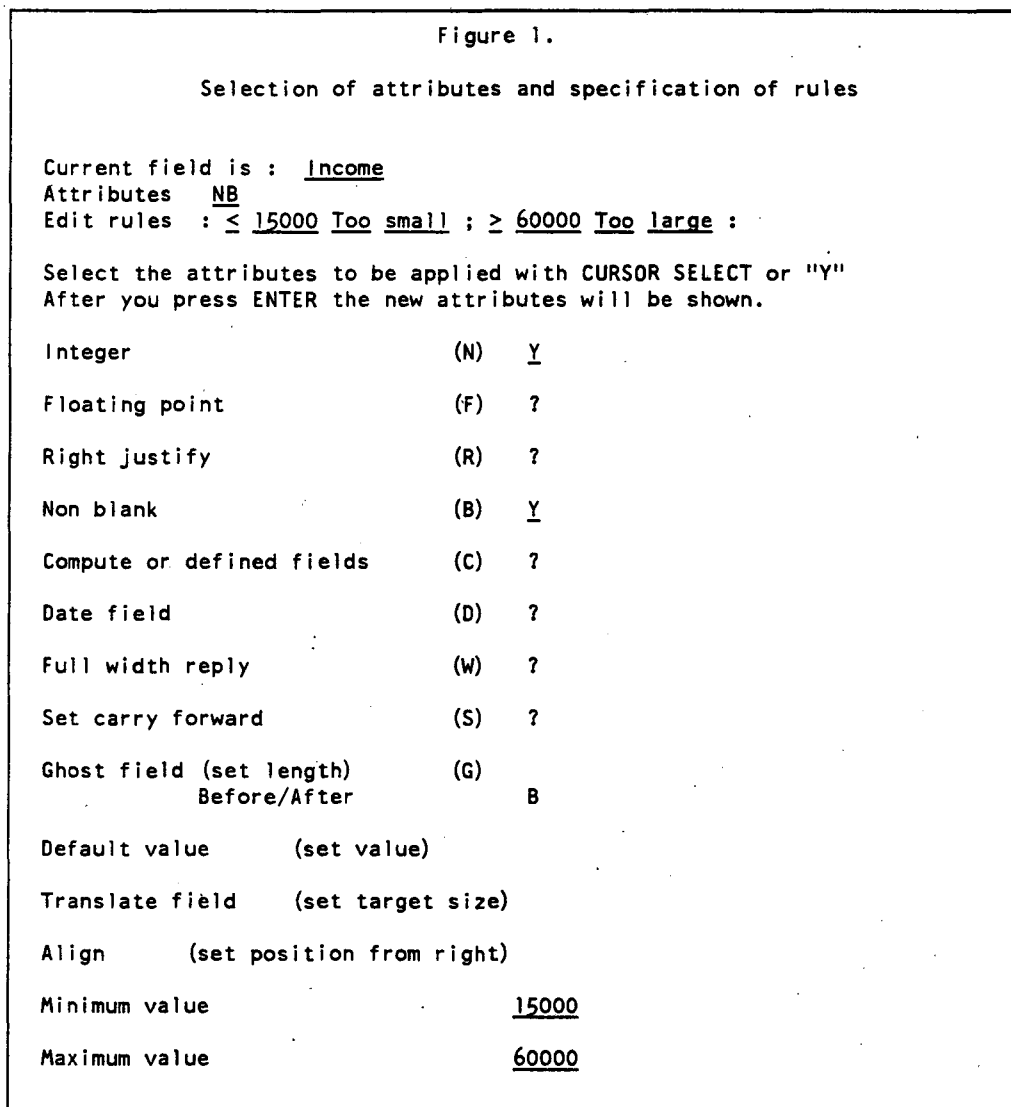 Figure 1.
Selection of attributes and specification of rules
Current field is : Income
Attributes NB
Edit rules : < 15000 Too small ; > 60000 Too large :
Select the attributes to be applied with CURSOR SELECT or "Y"
After you press ENTER the new attributes will be shown.
Integer (N) Y
Floating point (F) ?
Right justify (R) ?
Non blank (B) Y
Compute or defined fields (C) ?
Date field (D) ?
Full width reply (W) ?
Set carry forward (S) ?
Ghost field (set length) (G)
Before/After B
Default value (set value)
Translate field (set target size)
Align (set position from right)
Minimum value 15000
Maximum value 60000